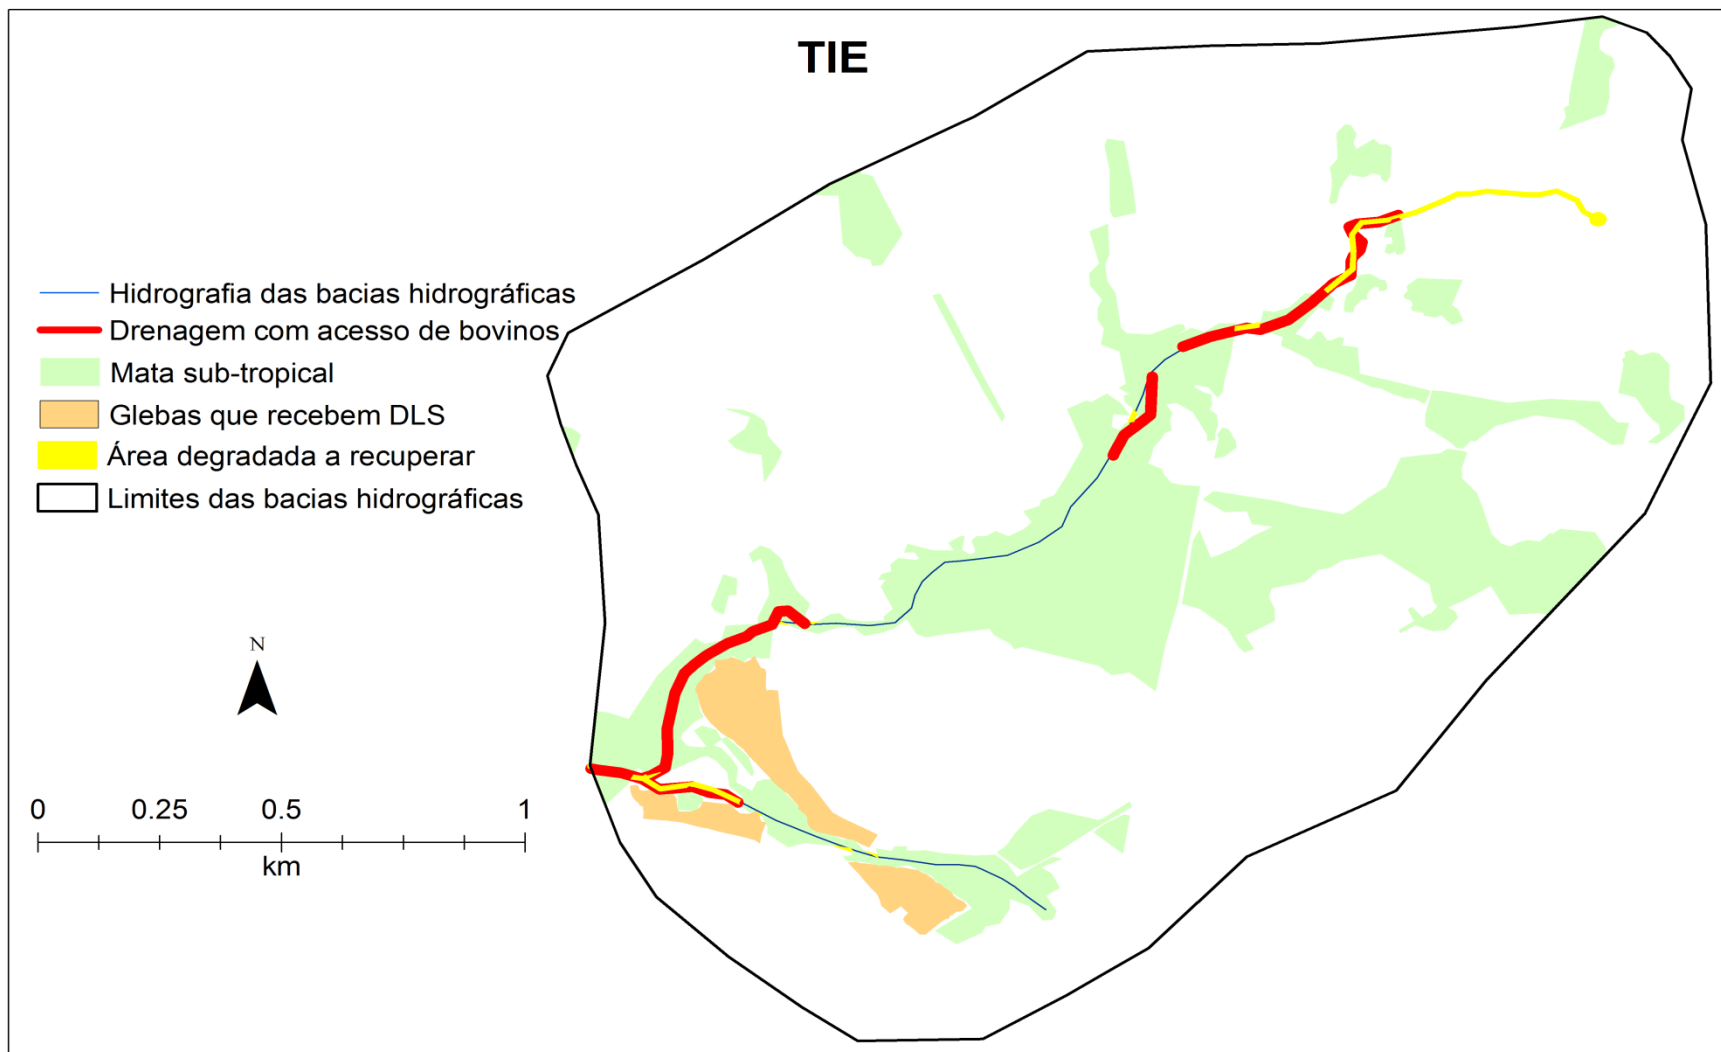 TIE
Hidrografia das bacias hidrográficas
Drenagem com acesso de bovinos
Mata sub-tropical
Glebas que recebem DLS
Área degradada a recuperar
Limites das bacias hidrográficas
N
0 0.25 0.5 1
km